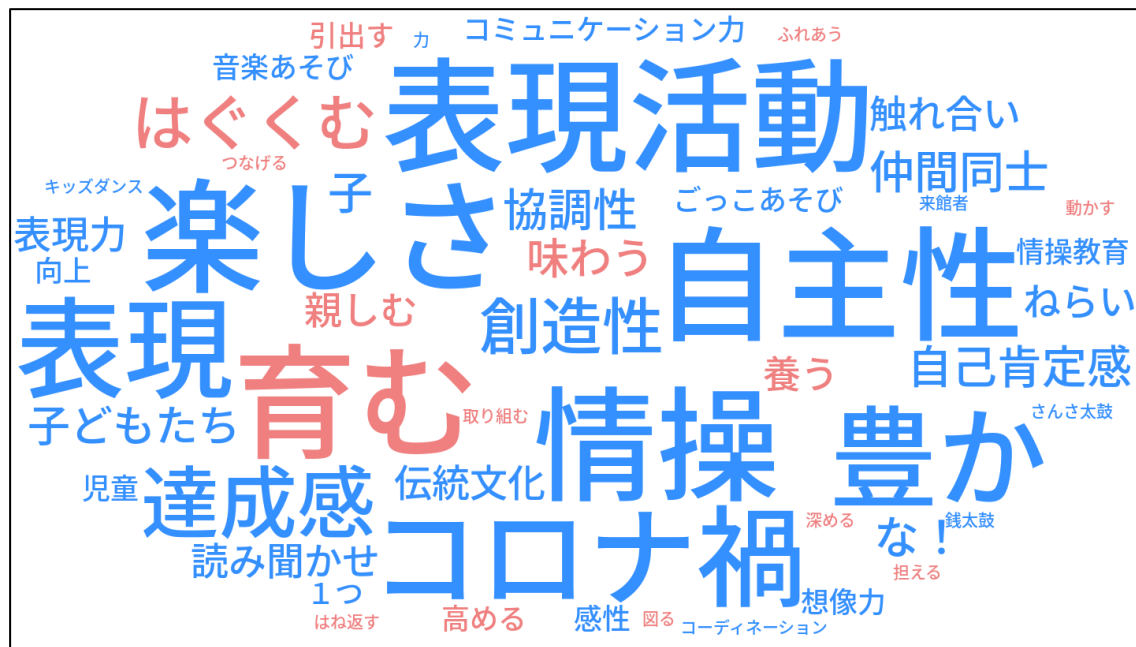 引出す 力 コミュニケーション力 ふれあう
音楽あそび 表現活動
はぐくむ 触れ合い
つなげる 仲間同士
キッズダンス 子 協調性 ごっこあそび 来館者 動かす
表現力 楽しさ 味わう 自主性 情操教育
向上 親しむ 創造性 ねらい
表現 育む 養う 自己肯定感
子どもたち 取り組む 情操 豊か さんさ太鼓
児童 達成感 伝統文化
コロナ禍 深める な！ 銭太鼓
読み聞かせ 担える
１つ 想像力
はね返す 高める 感性 図る コーディネーション